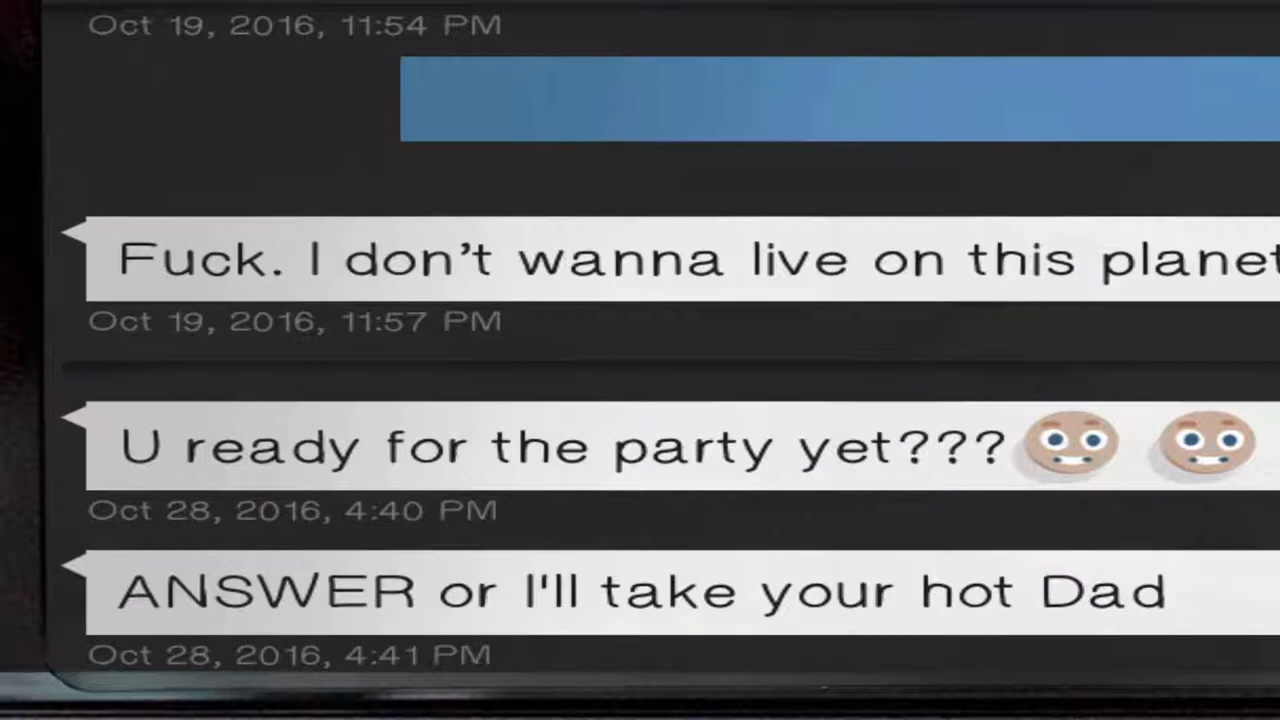 Oct 19, 2016, 11:54 PM
Fuck. I don’t wanna live on this planet
Oct 19, 2016, 11:57 PM
U ready for the party yet???
Oct 28, 2016, 4:40 PM
ANSWER or I'll take your hot Dad
Oct 28, 2016, 4:41 PM